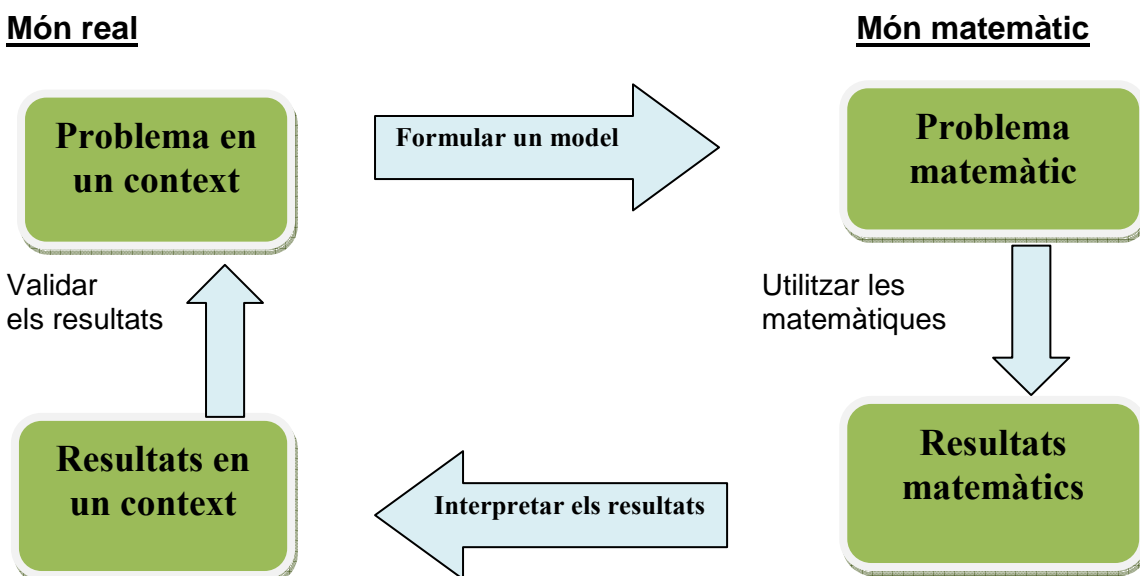 Món real
Món matemàtic
Problema en
un context
Formular un model
Problema
matemàtic
Validar
els resultats
Utilitzar les
matemàtiques
Resultats en
un context
Interpretar els resultats
Resultats
matemàtics